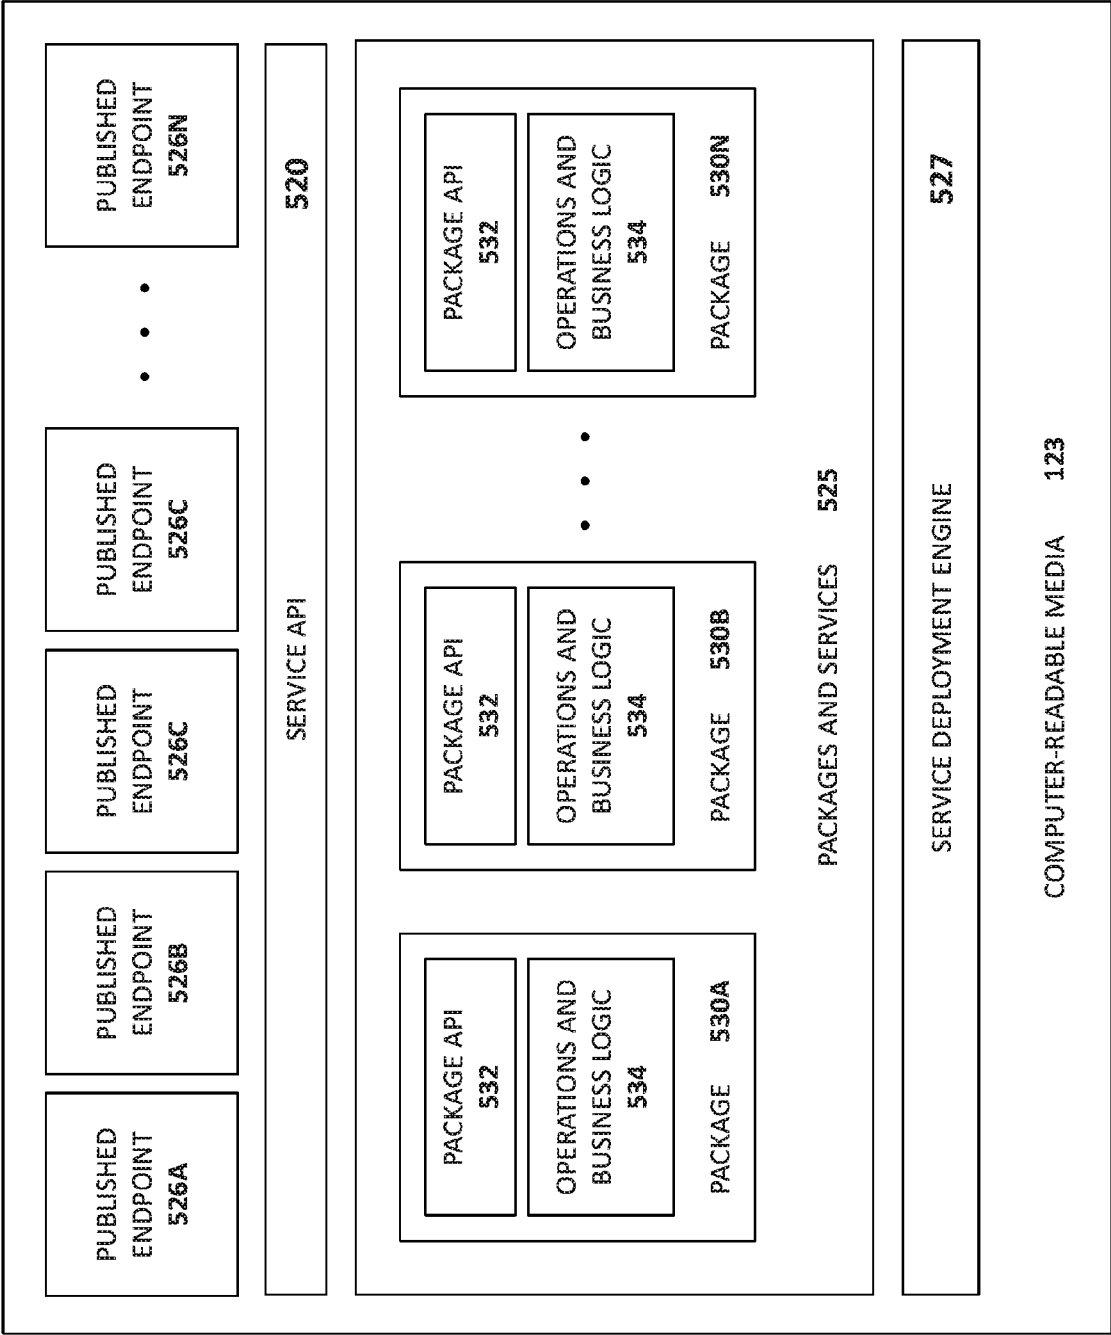 PUBLISHED
ENDPOINT
526A
PUBLISHED
ENDPOINT
526B
PUBLISHED
ENDPOINT
526C
PUBLISHED
ENDPOINT
526C
PUBLISHED
ENDPOINT
526N
SERVICE API 520
PACKAGE API
532
OPERATIONS AND
BUSINESS LOGIC
534
PACKAGE 530A
PACKAGE API
532
OPERATIONS AND
BUSINESS LOGIC
534
PACKAGE 530B
PACKAGE API
532
OPERATIONS AND
BUSINESS LOGIC
534
PACKAGE 530N
PACKAGES AND SERVICES 525
SERVICE DEPLOYMENT ENGINE 527
COMPUTER-READABLE MEDIA 123